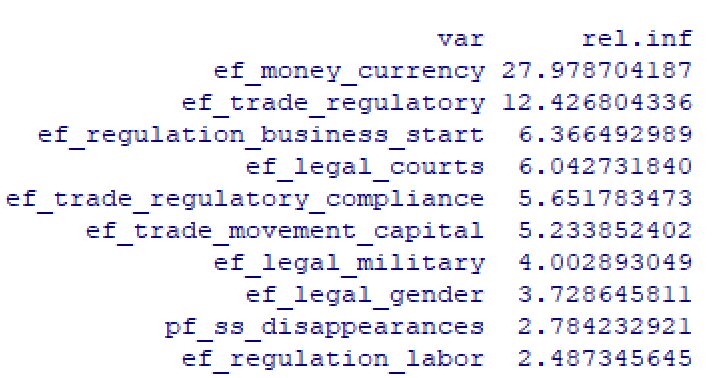 var rel.inf
ef_money_currency 27.978704187
ef_trade_regulatory 12.426804336
ef_regulation_business_start 6.366492989
ef_legal_courts 6.042731840
ef_trade_regulatory_compliance 5.651783473
ef_trade_movement_capital 5.233852402
ef_legal_military 4.002893049
ef_legal_gender 3.728645811
pf_ss_disappearances 2.784232921
ef_regulation_labor 2.487345645